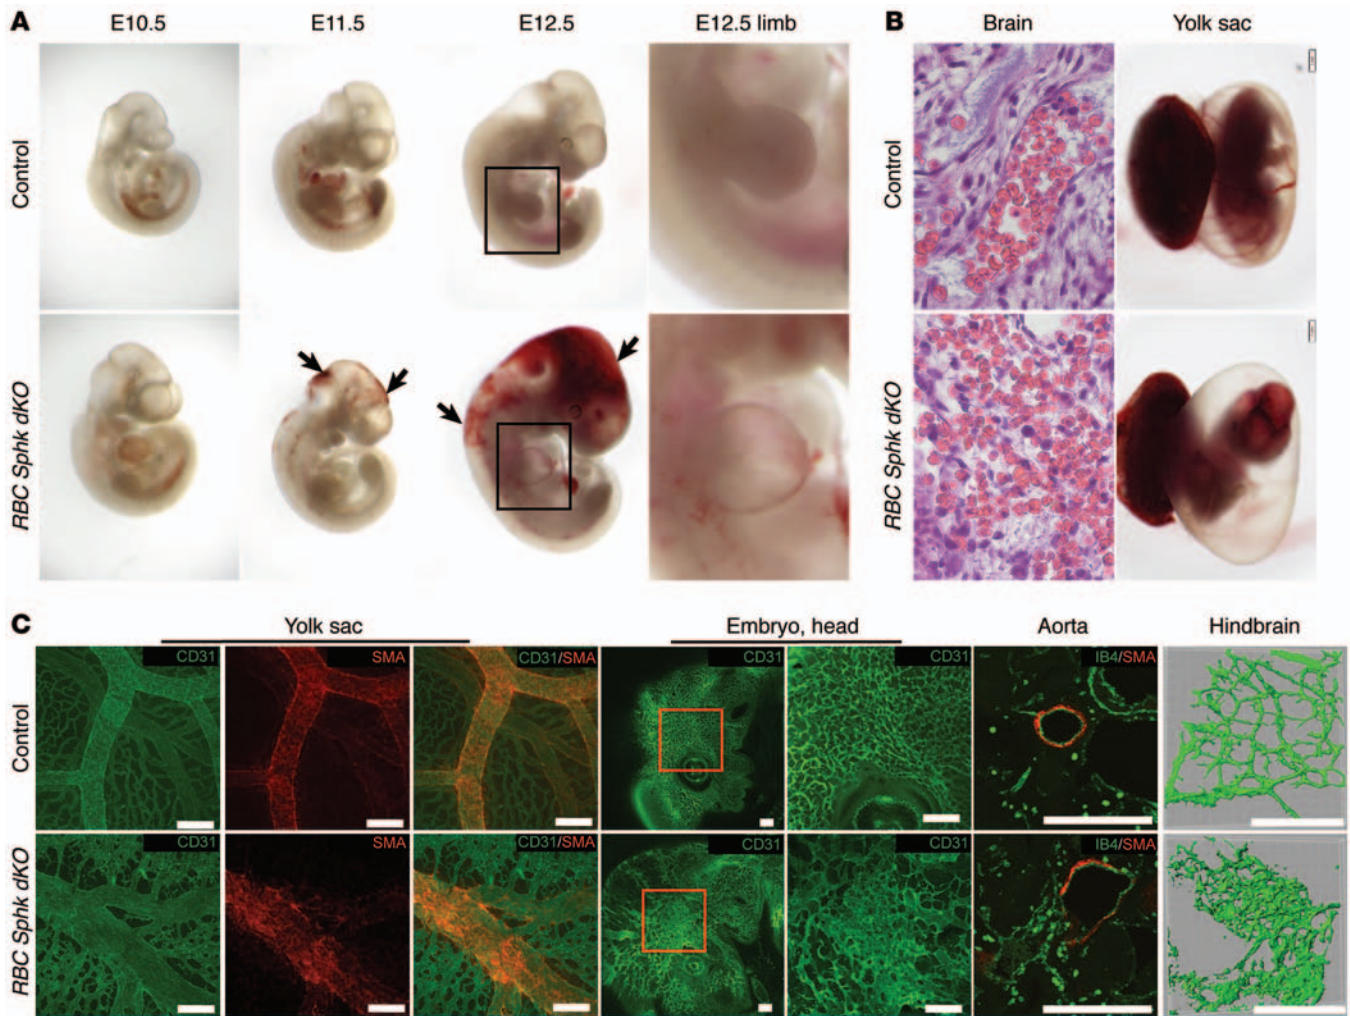 A E10.5 E11.5 E12.5 E12.5 limb B Brain Yolk sac
Control Control
RBC Sphk dKO RBC Sphk dKO
C Yolk sac Embryo, head Aorta Hindbrain
Control CD31 SMA CD31/SMA CD31 CD31 IB4/SMA
RBC Sphk dKO CD31 SMA CD31/SMA CD31 CD31 IB4/SMA